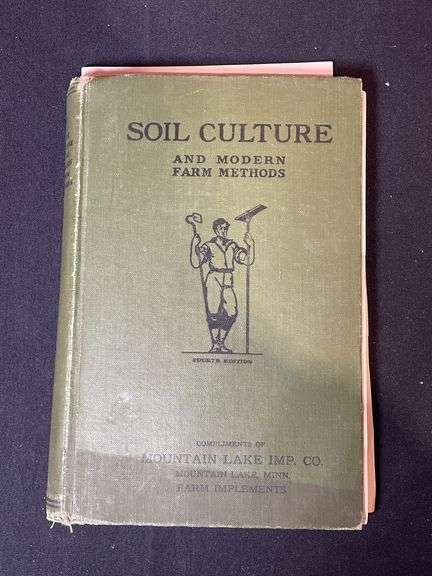 SOIL CULTURE
AND MODERN
FARM METHODS
FOURTH EDITION
COMPLIMENTS OF
MOUNTAIN LAKE IMP. CO.
MOUNTAIN LAKE, MINN.
FARM IMPLEMENTS